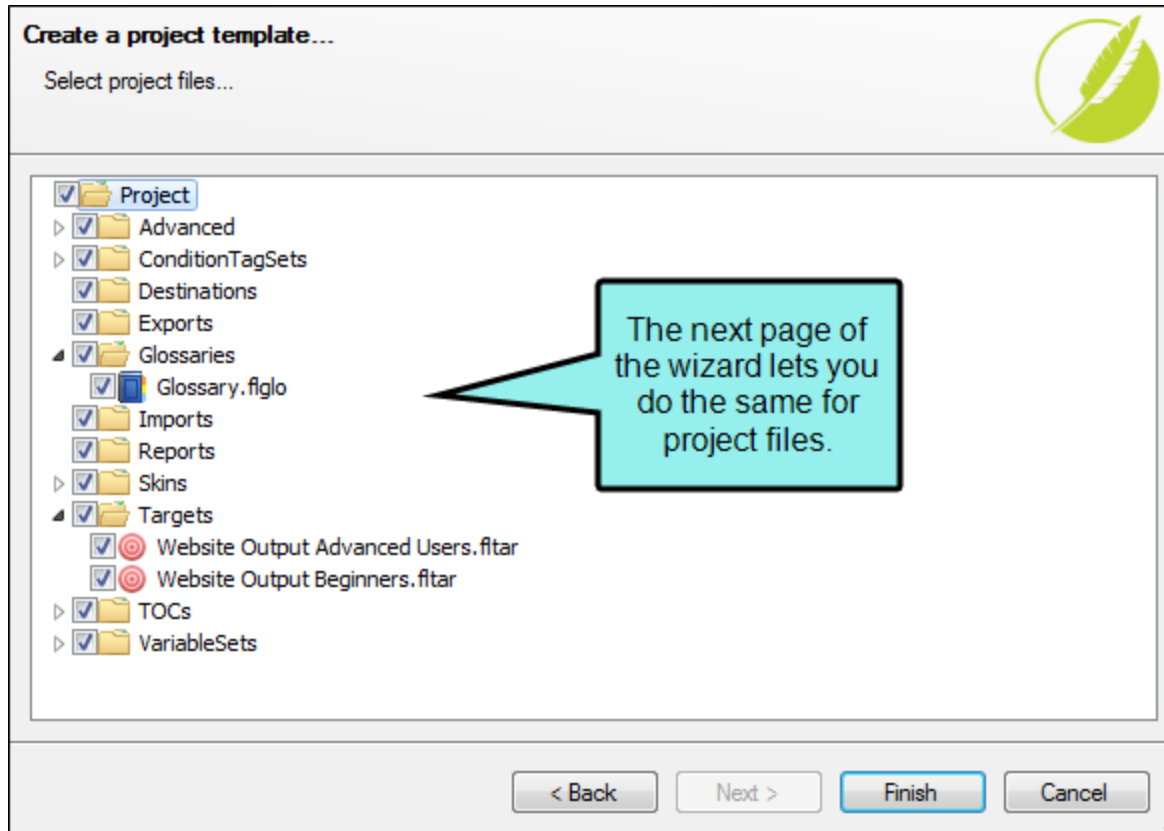 Create a project template...
Select project files...
Project
Advanced
ConditionTagSets
Destinations
Exports
Glossaries
Glossary.flglo
Imports
Reports
Skins
Targets
Website Output Advanced Users.fltar
Website Output Beginners.fltar
TOCs
VariableSets
The next page of
the wizard lets you
do the same for
project files.
< Back
Next >
Finish
Cancel